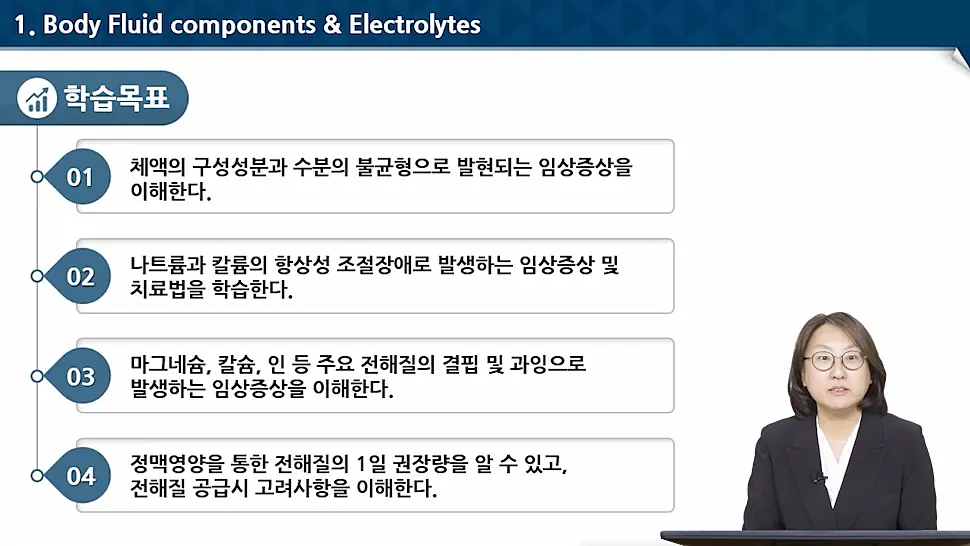 1. Body Fluid components & Electrolytes
학습목표
01
체액의 구성성분과 수분의 불균형으로 발현되는 임상증상을
이해한다.
02
나트륨과 칼륨의 항상성 조절장애로 발생하는 임상증상 및
치료법을 학습한다.
03
마그네슘, 칼슘, 인 등 주요 전해질의 결핍 및 과잉으로
발생하는 임상증상을 이해한다.
04
정맥영양을 통한 전해질의 1일 권장량을 알 수 있고,
전해질 공급시 고려사항을 이해한다.